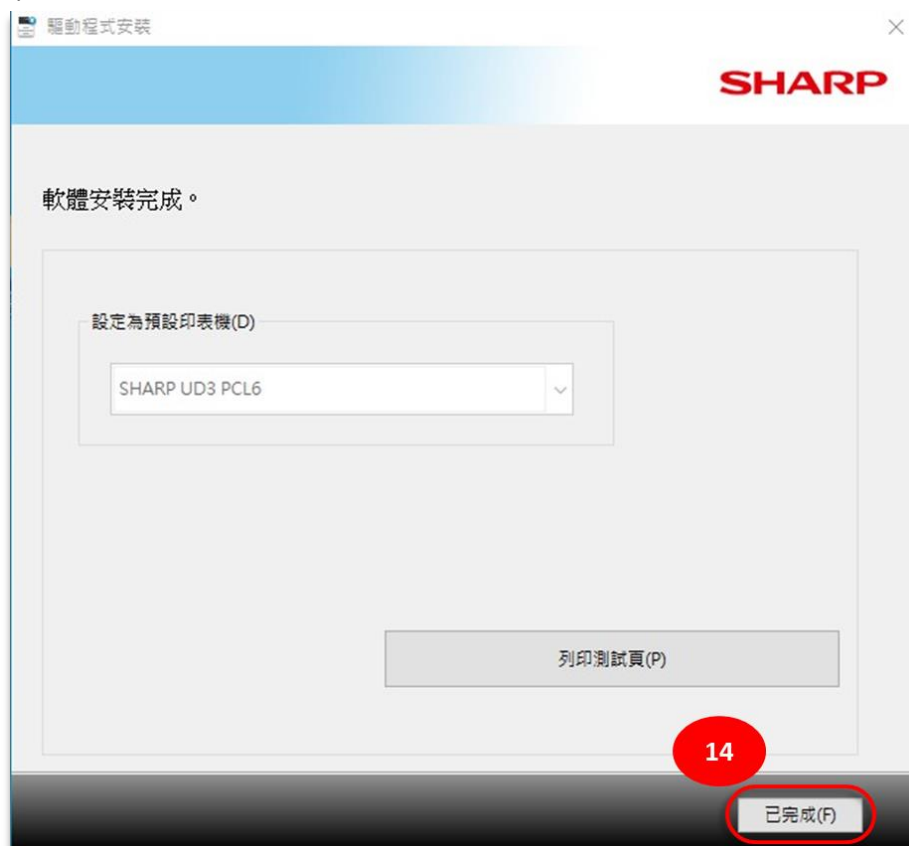 驅動程式安裝
SHARP
軟體安裝完成。
設定為預設印表機(D)
SHARP UD3 PCL6
列印測試頁(P)
14
已完成(F)